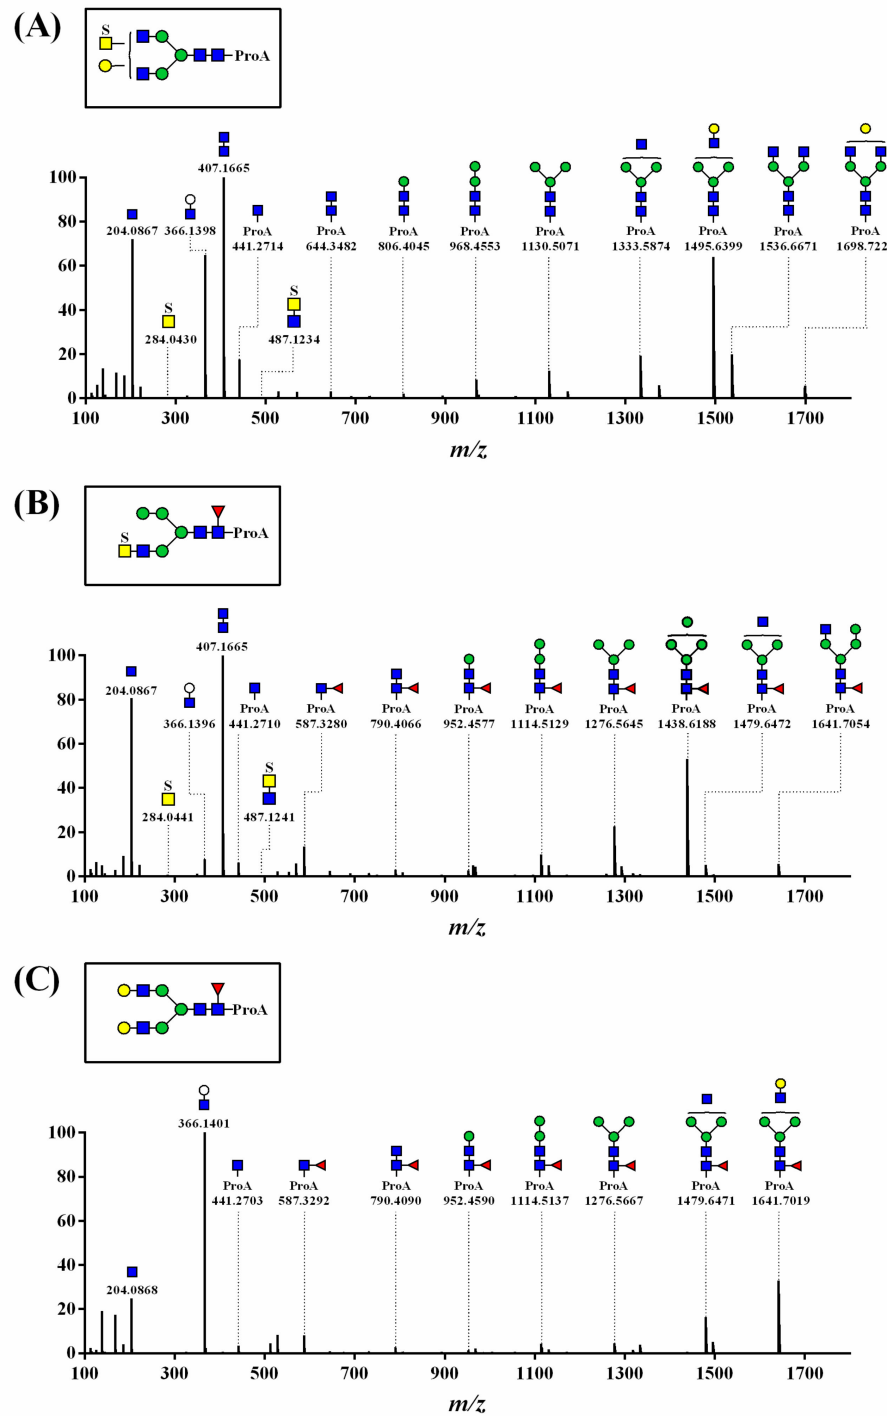 (A)
S
ProA
407.1665
204.0867 366.1398
ProA ProA ProA ProA ProA ProA ProA ProA ProA
441.2714 644.3482 806.4045 968.4553 1130.5071 1333.5874 1495.6399 1536.6671 1698.722
S
284.0430
S
487.1234
100
80
60
40
20
0
100 300 500 700 900 1100 1300 1500 1700
m/z
(B)
S
ProA
407.1665
204.0867
366.1396
ProA ProA ProA ProA ProA ProA ProA ProA ProA
441.2710 587.3280 790.4066 952.4577 1114.5129 1276.5645 1438.6188 1479.6472 1641.7054
S
284.0441
S
487.1241
100
80
60
40
20
0
100 300 500 700 900 1100 1300 1500 1700
m/z
(C)
ProA
366.1401
ProA ProA ProA ProA ProA ProA ProA ProA
441.2703 587.3292 790.4090 952.4590 1114.5137 1276.5667 1479.6471 1641.7019
204.0868
100
80
60
40
20
0
100 300 500 700 900 1100 1300 1500 1700
m/z